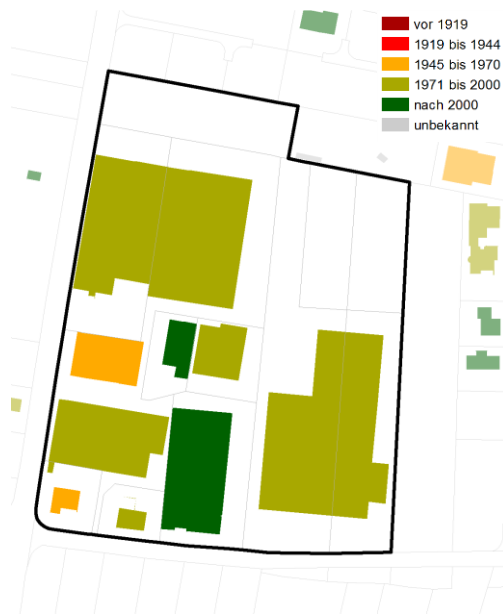 vor 1919
1919 bis 1944
1945 bis 1970
1971 bis 2000
nach 2000
unbekannt